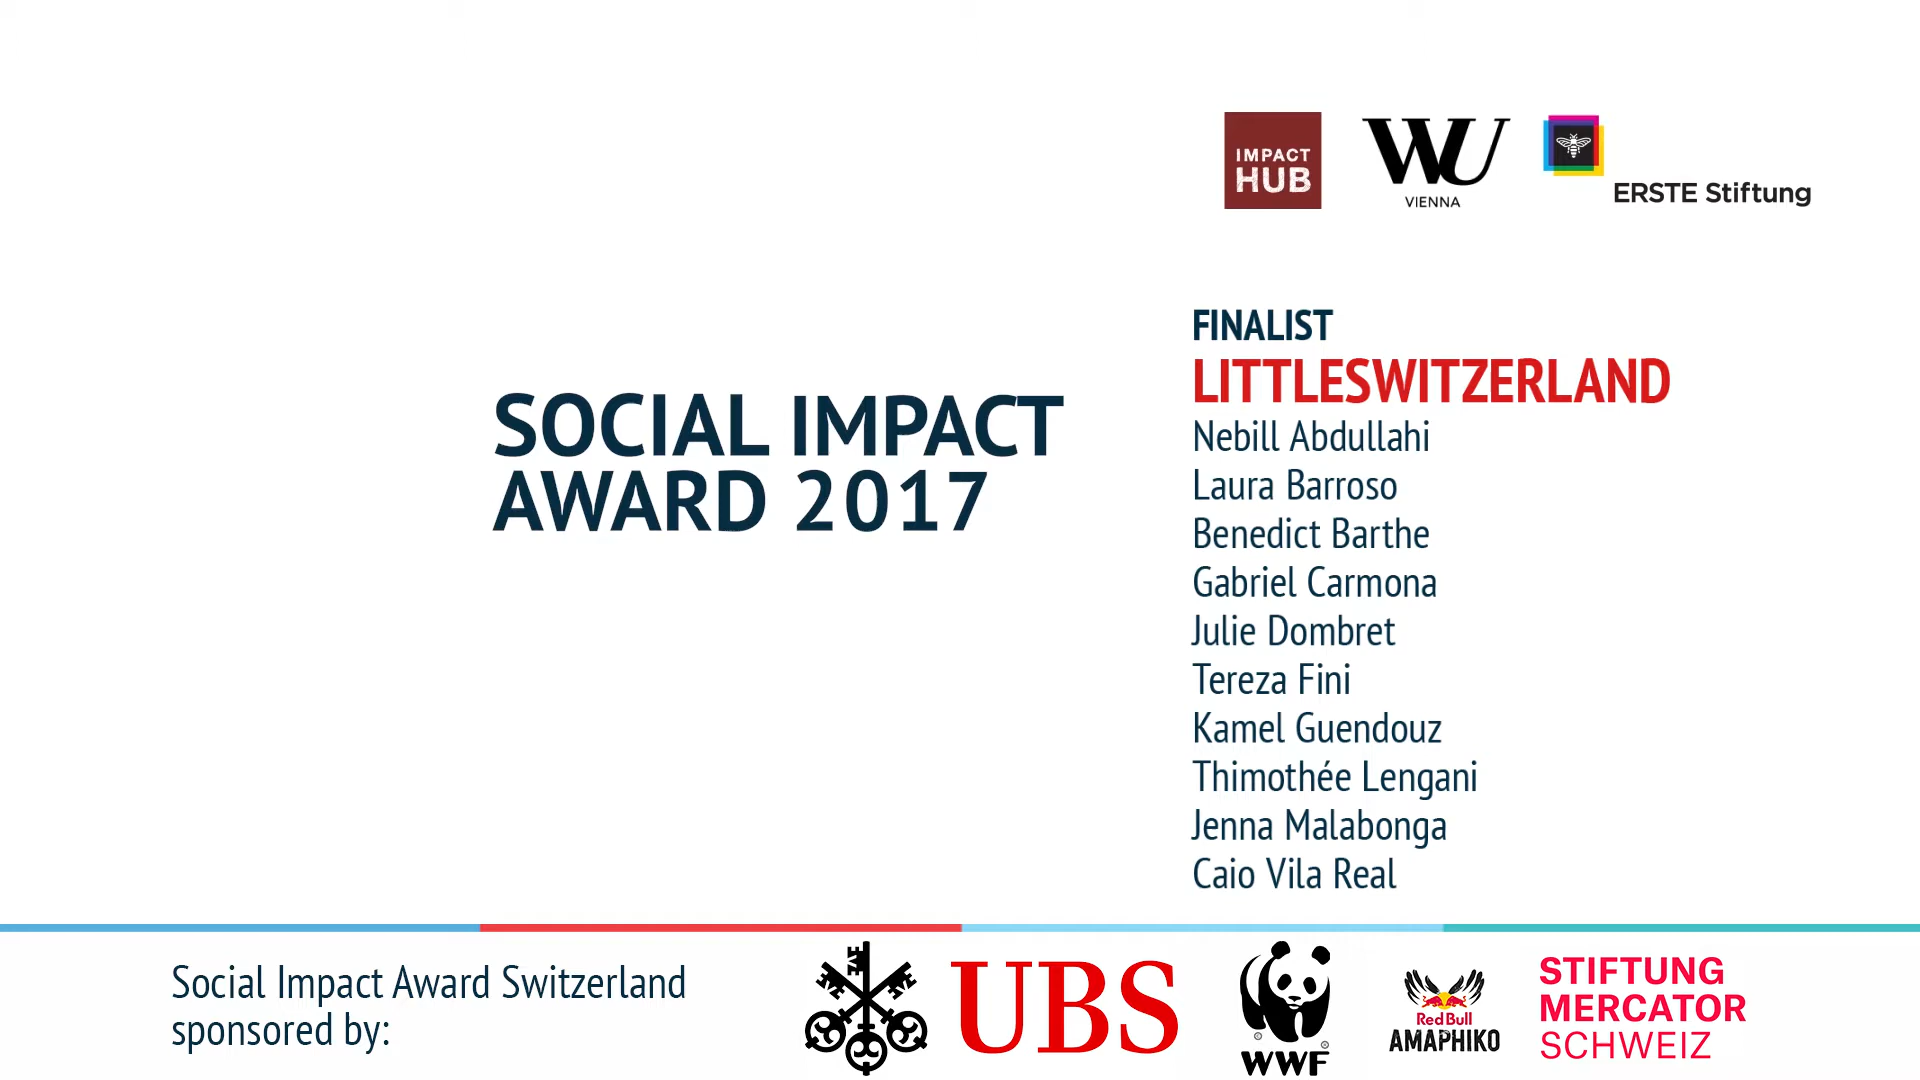 IMPACT
HUB
WU
VIENNA
ERSTE Stiftung
SOCIAL IMPACT
AWARD 2017
FINALIST
LITTLESWITZERLAND
Nebill Abdullahi
Laura Barroso
Benedict Barthe
Gabriel Carmona
Julie Dombret
Tereza Fini
Kamel Guendouz
Thimothée Lengani
Jenna Malabonga
Caio Vila Real
Social Impact Award Switzerland
sponsored by:
UBS
© ®
WWF
Red Bull
AMAPHIKO
STIFTUNG
MERCATOR
SCHWEIZ